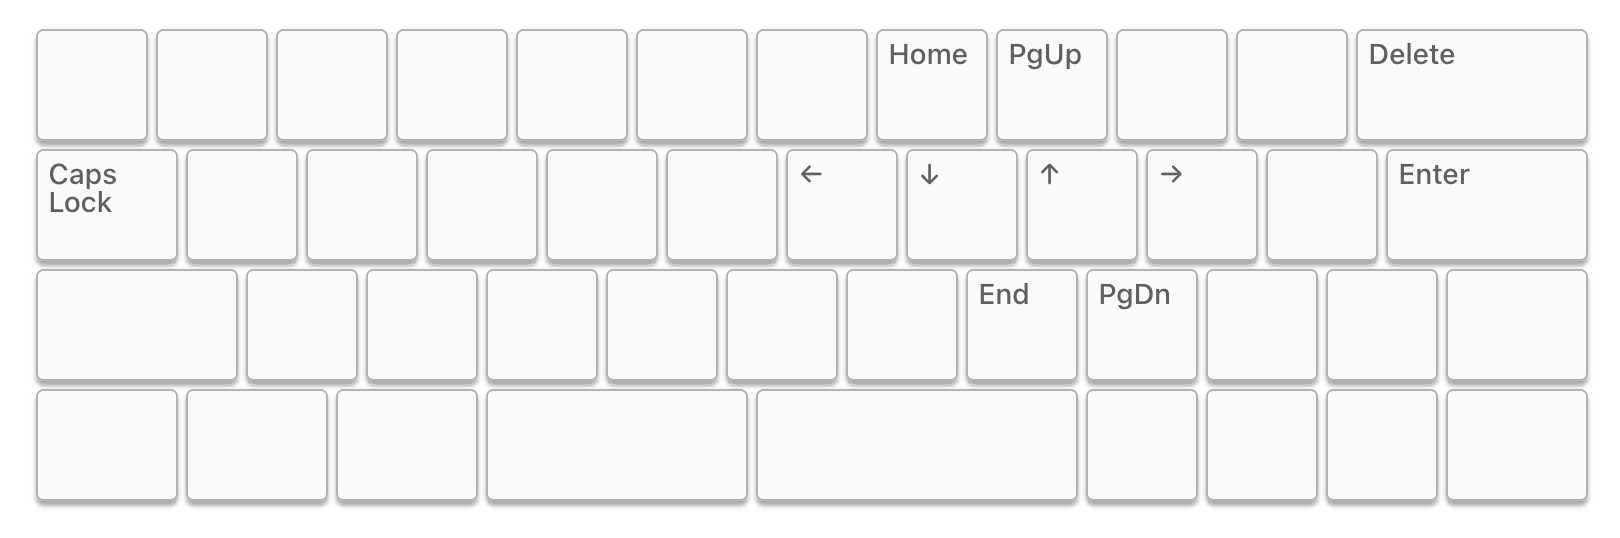 Home PgUp Delete
Caps Lock ← ↓ ↑ → Enter
End PgDn